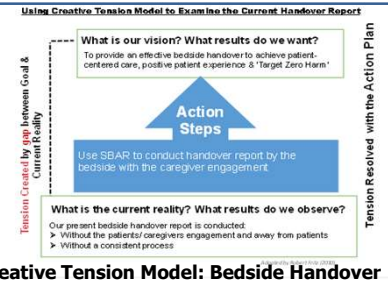 Using Creative Tension Model to Examine the Current Handover Report
What is our vision? What results do we want?
To provide an effective bedside handover to achieve patient-
centered care, positive patient experience & 'Target Zero Harm'
Tension Created by gap between Goal &
Current Reality
Action
Steps
Use SBAR to conduct handover report by the
bedside with the caregiver engagement
Tension Resolved with the Action Plan
What is the current reality? What results do we observe?
Our present bedside handover report is conducted:
➤ Without the patients/caregivers engagement and away from patients
➤ Without a consistent process
eative Tension Model: Bedside Handover